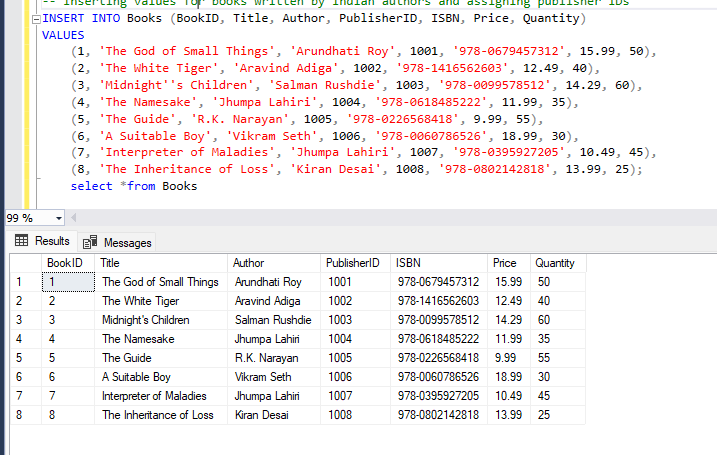 -- Inserting values for books written by Indian authors and assigning publisher IDs
INSERT INTO Books (BookID, Title, Author, PublisherID, ISBN, Price, Quantity)
VALUES
(1, 'The God of Small Things', 'Arundhati Roy', 1001, '978-0679457312', 15.99, 50),
(2, 'The White Tiger', 'Aravind Adiga', 1002, '978-1416562603', 12.49, 40),
(3, 'Midnight''s Children', 'Salman Rushdie', 1003, '978-0099578512', 14.29, 60),
(4, 'The Namesake', 'Jhumpa Lahiri', 1004, '978-0618485222', 11.99, 35),
(5, 'The Guide', 'R.K. Narayan', 1005, '978-0226568418', 9.99, 55),
(6, 'A Suitable Boy', 'Vikram Seth', 1006, '978-0060786526', 18.99, 30),
(7, 'Interpreter of Maladies', 'Jhumpa Lahiri', 1007, '978-0395927205', 10.49, 45),
(8, 'The Inheritance of Loss', 'Kiran Desai', 1008, '978-0802142818', 13.99, 25);
select *from Books
99 %
Results Messages
BookID Title Author PublisherID ISBN Price Quantity
1 1 The God of Small Things Arundhati Roy 1001 978-0679457312 15.99 50
2 2 The White Tiger Aravind Adiga 1002 978-1416562603 12.49 40
3 3 Midnight's Children Salman Rushdie 1003 978-0099578512 14.29 60
4 4 The Namesake Jhumpa Lahiri 1004 978-0618485222 11.99 35
5 5 The Guide R.K. Narayan 1005 978-0226568418 9.99 55
6 6 A Suitable Boy Vikram Seth 1006 978-0060786526 18.99 30
7 7 Interpreter of Maladies Jhumpa Lahiri 1007 978-0395927205 10.49 45
8 8 The Inheritance of Loss Kiran Desai 1008 978-0802142818 13.99 25